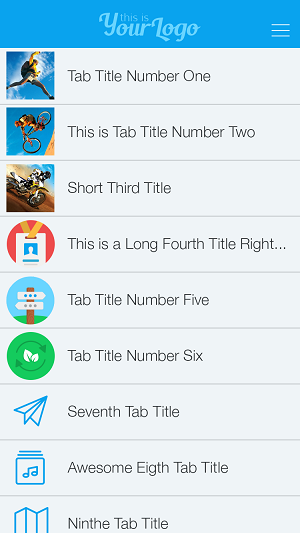 this is
Your Logo
Tab Title Number One
This is Tab Title Number Two
Short Third Title
This is a Long Fourth Title Right...
Tab Title Number Five
Tab Title Number Six
Seventh Tab Title
Awesome Eigth Tab Title
Ninthe Tab Title